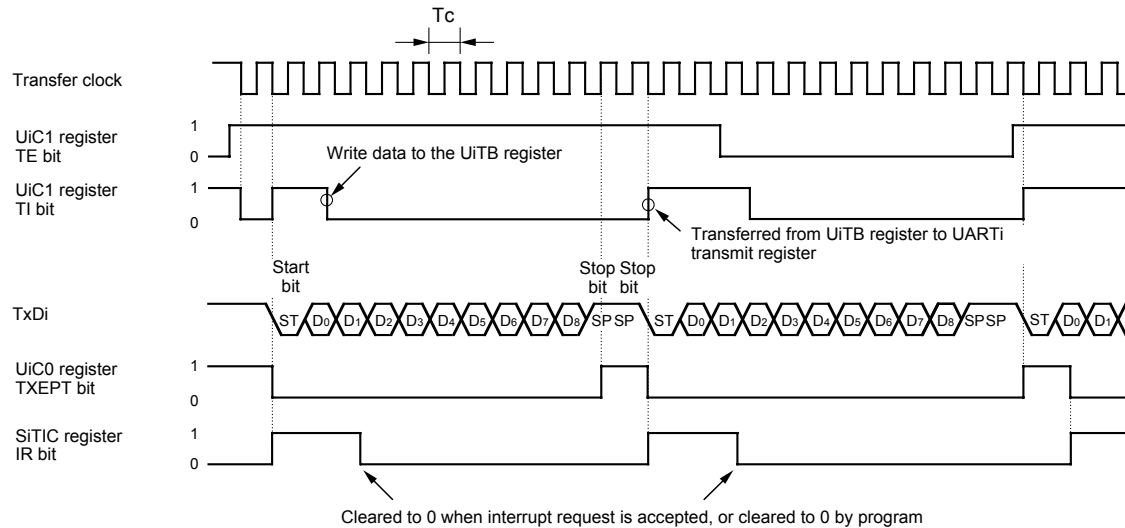 Tc
Transfer clock
UiC1 register
TE bit
1
0
Write data to the UiTB register
UiC1 register
TI bit
1
0
Transferred from UiTB register to UARTi
transmit register
Start
bit
Stop Stop
bit bit
TxDi
ST D0 D1 D2 D3 D4 D5 D6 D7 D8 SP SP ST D0 D1 D2 D3 D4 D5 D6 D7 D8 SPSP ST D0 D1
UiC0 register
TXEPT bit
1
0
SiTIC register
IR bit
1
0
Cleared to 0 when interrupt request is accepted, or cleared to 0 by program